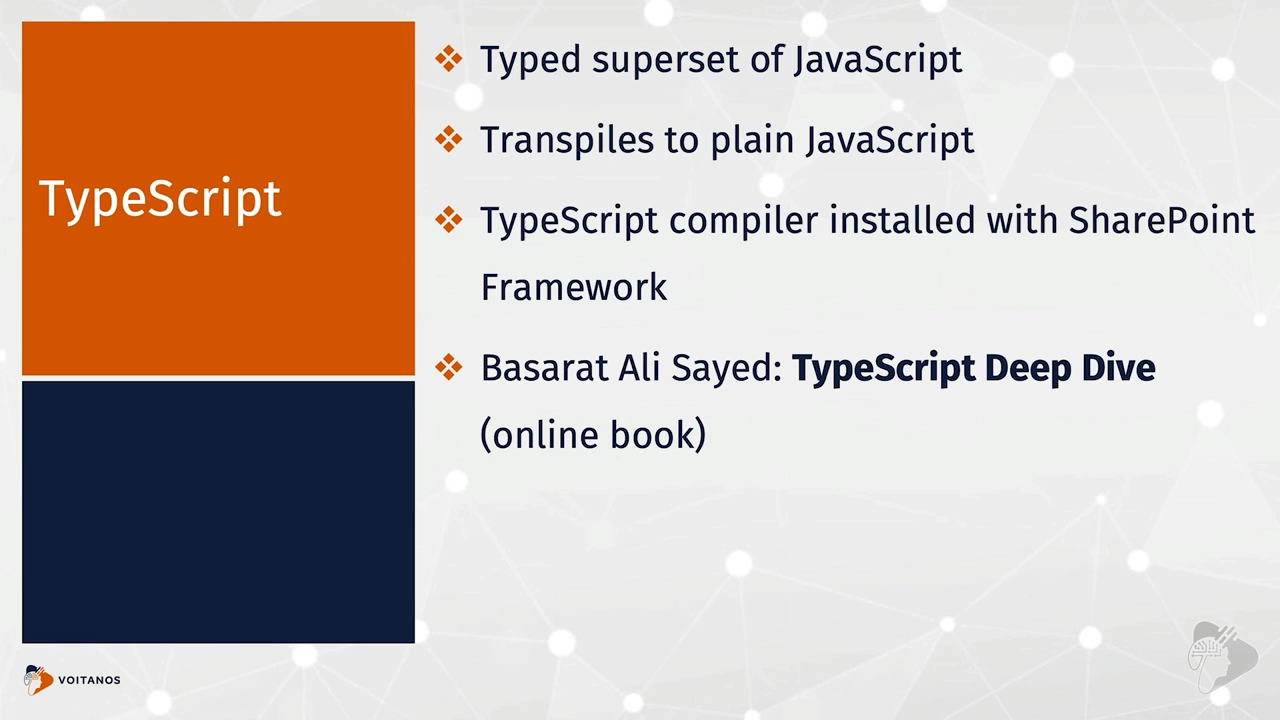 TypeScript
Typed superset of JavaScript
Transpiles to plain JavaScript
TypeScript compiler installed with SharePoint
Framework
Basarat Ali Sayed: TypeScript Deep Dive
(online book)
VOITANOS